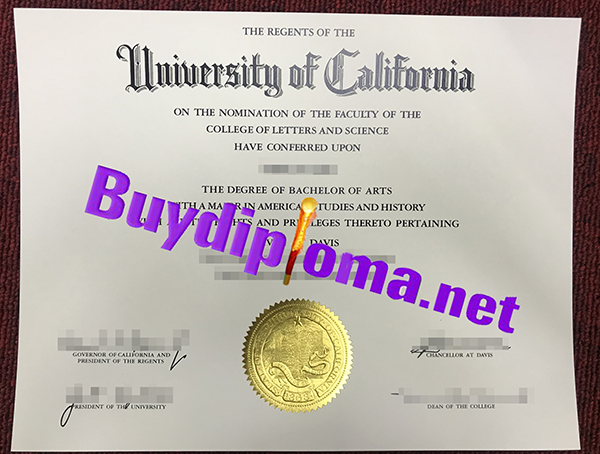 THE REGENTS OF THE
University of California
ON THE NOMINATION OF THE FACULTY OF THE
COLLEGE OF LETTERS AND SCIENCE
HAVE CONFERRED UPON
THE DEGREE OF BACHELOR OF ARTS
WITH A MAJOR IN AMERICAN STUDIES AND HISTORY
RIGHTS AND PRIVILEGES THERETO PERTAINING
DAVIS
Buydiploma.net
GOVERNOR OF CALIFORNIA AND
PRESIDENT OF THE REGENTS
CHANCELLOR AT DAVIS
PRESIDENT OF THE UNIVERSITY
DEAN OF THE COLLEGE